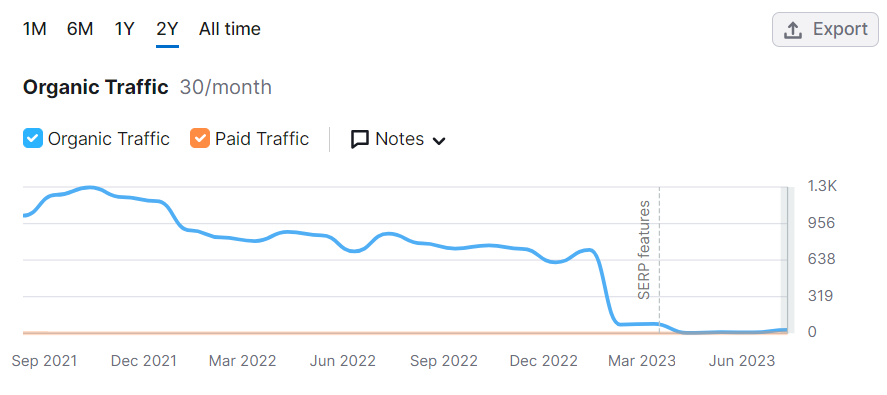 1M 6M 1Y 2Y All time Export
Organic Traffic 30/month
Organic Traffic Paid Traffic Notes
1.3K
956
638
319
0
SERP features
Sep 2021 Dec 2021 Mar 2022 Jun 2022 Sep 2022 Dec 2022 Mar 2023 Jun 2023